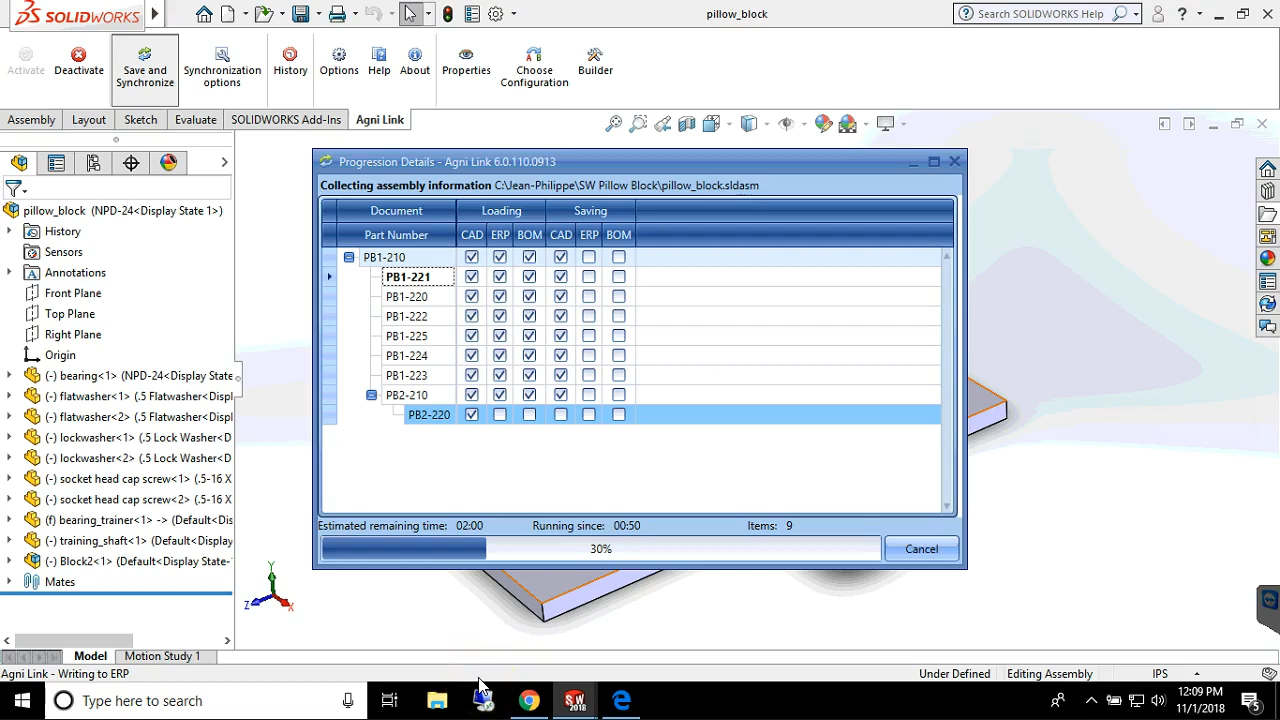 SOLIDWORKS
pillow_block
Search SOLIDWORKS Help
?
Activate
Deactivate
Save and
Synchronize
Synchronization
options
History
Options
Help
About
Properties
Choose
Configuration
Builder
Assembly
Layout
Sketch
Evaluate
SOLIDWORKS Add-Ins
Agni Link
pillow_block (NPD-24<Display State 1>)
History
Sensors
Annotations
Front Plane
Top Plane
Right Plane
Origin
(-) bearing<1> (NPD-24<Display State
(-) flatwasher<1> (.5 Flatwasher<Displ
(-) flatwasher<2> (.5 Flatwasher<Displ
(-) lockwasher<1> (.5 Lock Washer<D
(-) lockwasher<2> (.5 Lock Washer<D
(-) socket head cap screw<1> (.5-16 X
(-) socket head cap screw<2> (.5-16 X
(f) bearing_trainer<1> -> (Default<Dis
(-) training_shaft<1> (Default<Display
(-) Block2<1> (Default<Display State-
Mates
Progression Details - Agni Link 6.0.110.0913
Collecting assembly information C:\Jean-Philippe\SW Pillow Block\pillow_block.sldasm
Document Loading Saving
Part Number CAD ERP BOM CAD ERP BOM
PB1-210
PB1-221
PB1-220
PB1-222
PB1-225
PB1-224
PB1-223
PB2-210
PB2-220
Estimated remaining time: 02:00 Running since: 00:50 Items: 9
30%
Cancel
Y
Z
X
Model
Motion Study 1
Agni Link - Writing to ERP
Under Defined
Editing Assembly
IPS
Type here to search
SW
2018
12:09 PM
11/1/2018
5